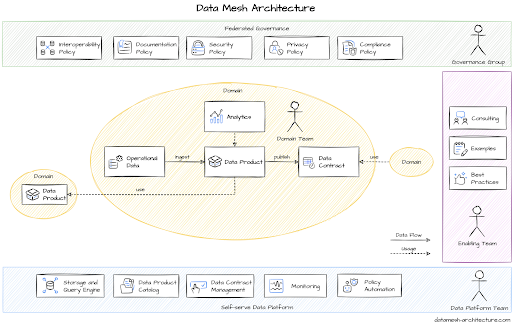 Data Mesh Architecture
Federated Governance
Interoperability
Policy
Documentation
Policy
Security
Policy
Privacy
Policy
Compliance
Policy
Governance Group
Domain
Analytics
Domain Team
Operational
Data
ingest
Data Product
publish
Data
Contract
use
Domain
Domain
Data
Product
use
Consulting
Examples
Best
Practices
Enabling Team
Data Flow
Usage
Storage and
Query Engine
Data Product
Catalog
Data Contract
Management
Monitoring
Policy
Automation
Self-serve Data Platform
Data Platform Team
datamesh-architecture.com